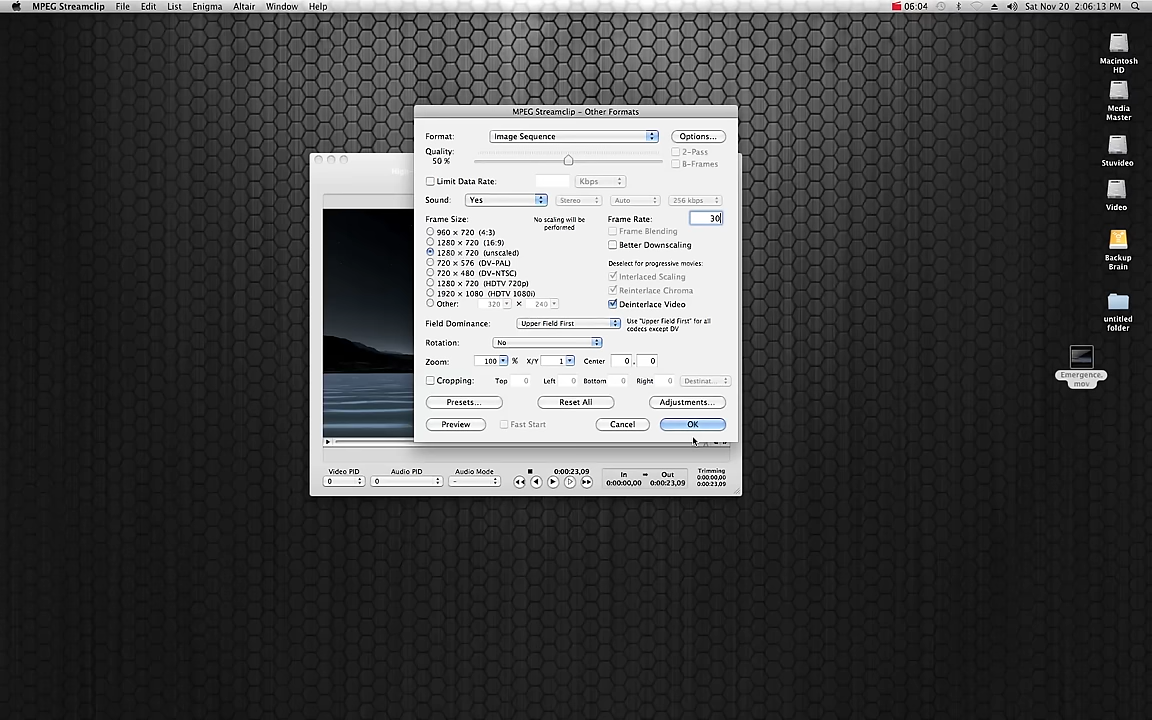 MPEG Streamclip File Edit List Enigma Altair Window Help 06:04 Sat Nov 20 2:06:13 PM
Macintosh HD
Media Master
Stuvideo
Video
Backup Brain
untitled folder
Emergence.mov
MPEG Streamclip - Other Formats
Format: Image Sequence Options...
Quality: 50 % 2-Pass
B-Frames
Limit Data Rate: Kbps
Sound: Yes Stereo Auto 256 kbps
Frame Size: No scaling will be performed Frame Rate: 30
960 × 720 (4:3) Frame Blending
1280 × 720 (16:9) Better Downscaling
1280 × 720 (unscaled)
720 × 576 (DV-PAL) Deselect for progressive movies:
720 × 480 (DV-NTSC) Interlaced Scaling
1280 × 720 (HDTV 720p)
1920 × 1080 (HDTV 1080i) Reinterlace Chroma
Other: 320 × 240 Deinterlace Video
Field Dominance: Upper Field First Use "Upper Field First" for all codecs except DV
Rotation: No
Zoom: 100 % X/Y 1 Center 0 , 0
Cropping: Top 0 Left 0 Bottom 0 Right 0 Destinat...
Presets... Reset All Adjustments...
Preview Fast Start Cancel OK
Video PID Audio PID Audio Mode 0:00:23,09 In Out Trimming
0 0 - 0:00:00,00 0:00:23,09 0:00:00,00
0:00:23,09